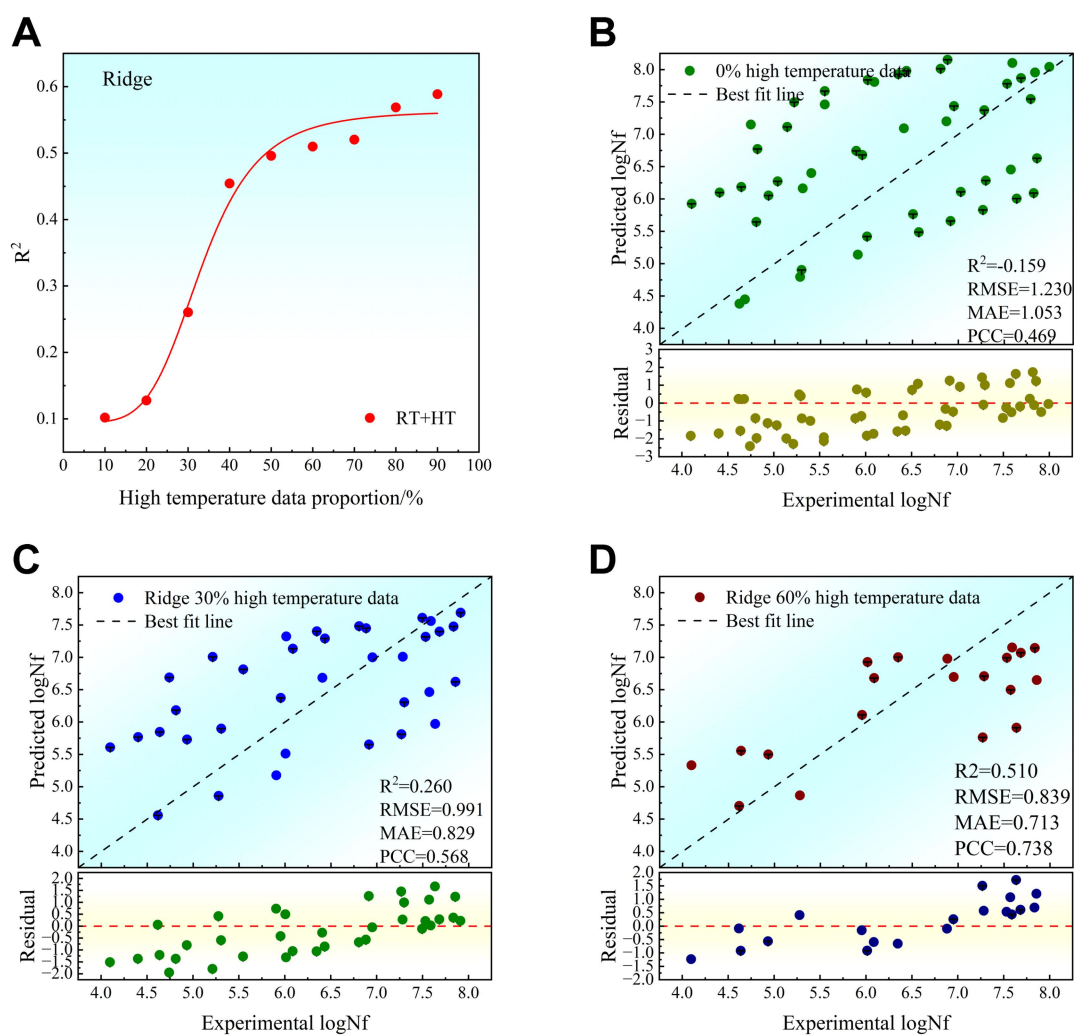 A
Ridge
0.6
0.5
0.4
0.3
0.2
0.1
R²
RT+HT
0 10 20 30 40 50 60 70 80 90 100
High temperature data proportion/%
B
0% high temperature data
Best fit line
8.0
7.5
7.0
6.5
6.0
5.5
5.0
4.5
4.0
Predicted logNf
R²=-0.159
RMSE=1.230
MAE=1.053
PCC=0.469
3
2
1
0
−1
−2
−3
Residual
4.0 4.5 5.0 5.5 6.0 6.5 7.0 7.5 8.0
Experimental logNf
C
Ridge 30% high temperature data
Best fit line
8.0
7.5
7.0
6.5
6.0
5.5
5.0
4.5
4.0
Predicted logNf
R²=0.260
RMSE=0.991
MAE=0.829
PCC=0.568
2.0
1.5
1.0
0.5
0.0
−0.5
−1.0
−1.5
−2.0
Residual
4.0 4.5 5.0 5.5 6.0 6.5 7.0 7.5 8.0
Experimental logNf
D
Ridge 60% high temperature data
Best fit line
8.0
7.5
7.0
6.5
6.0
5.5
5.0
4.5
4.0
Predicted logNf
R2=0.510
RMSE=0.839
MAE=0.713
PCC=0.738
2.0
1.5
1.0
0.5
0.0
−0.5
−1.0
−1.5
−2.0
Residual
4.0 4.5 5.0 5.5 6.0 6.5 7.0 7.5 8.0
Experimental logNf